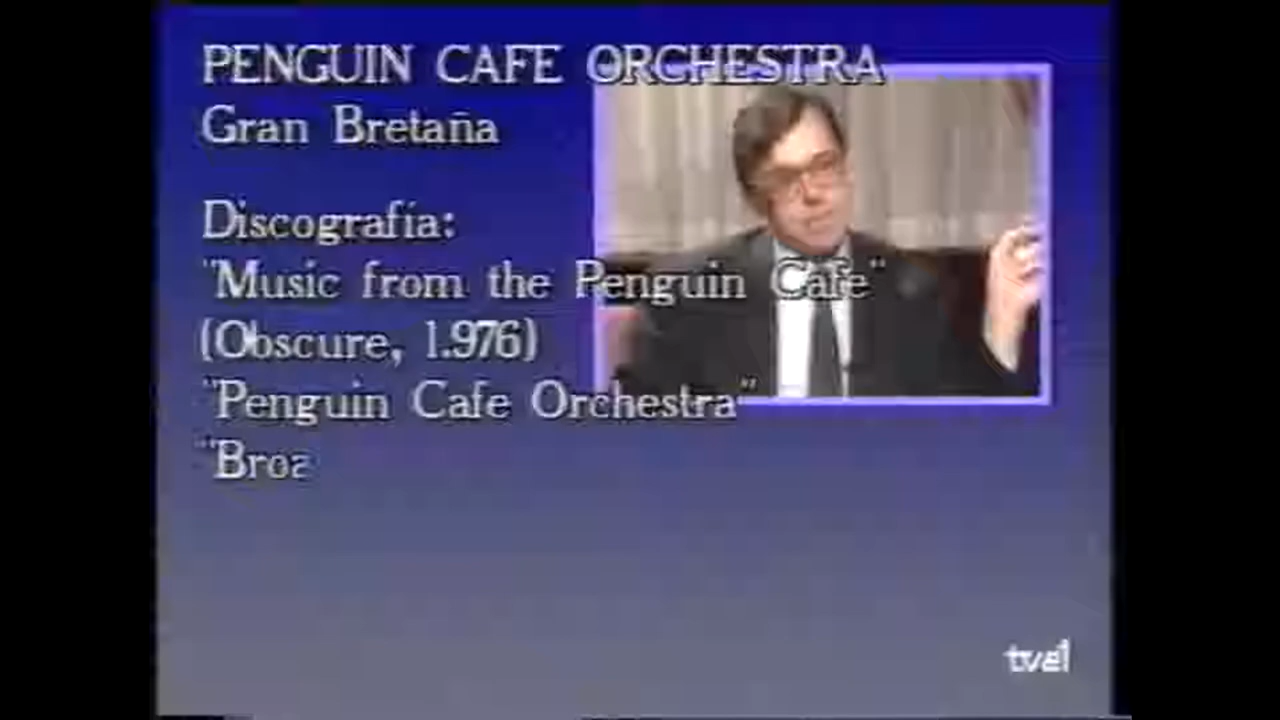 PENGUIN CAFE ORCHESTRA
Gran Bretaña
Discografía:
"Music from the Penguin Cafe"
(Obscure, 1.976)
"Penguin Cafe Orchestra"
"Broa
tve1